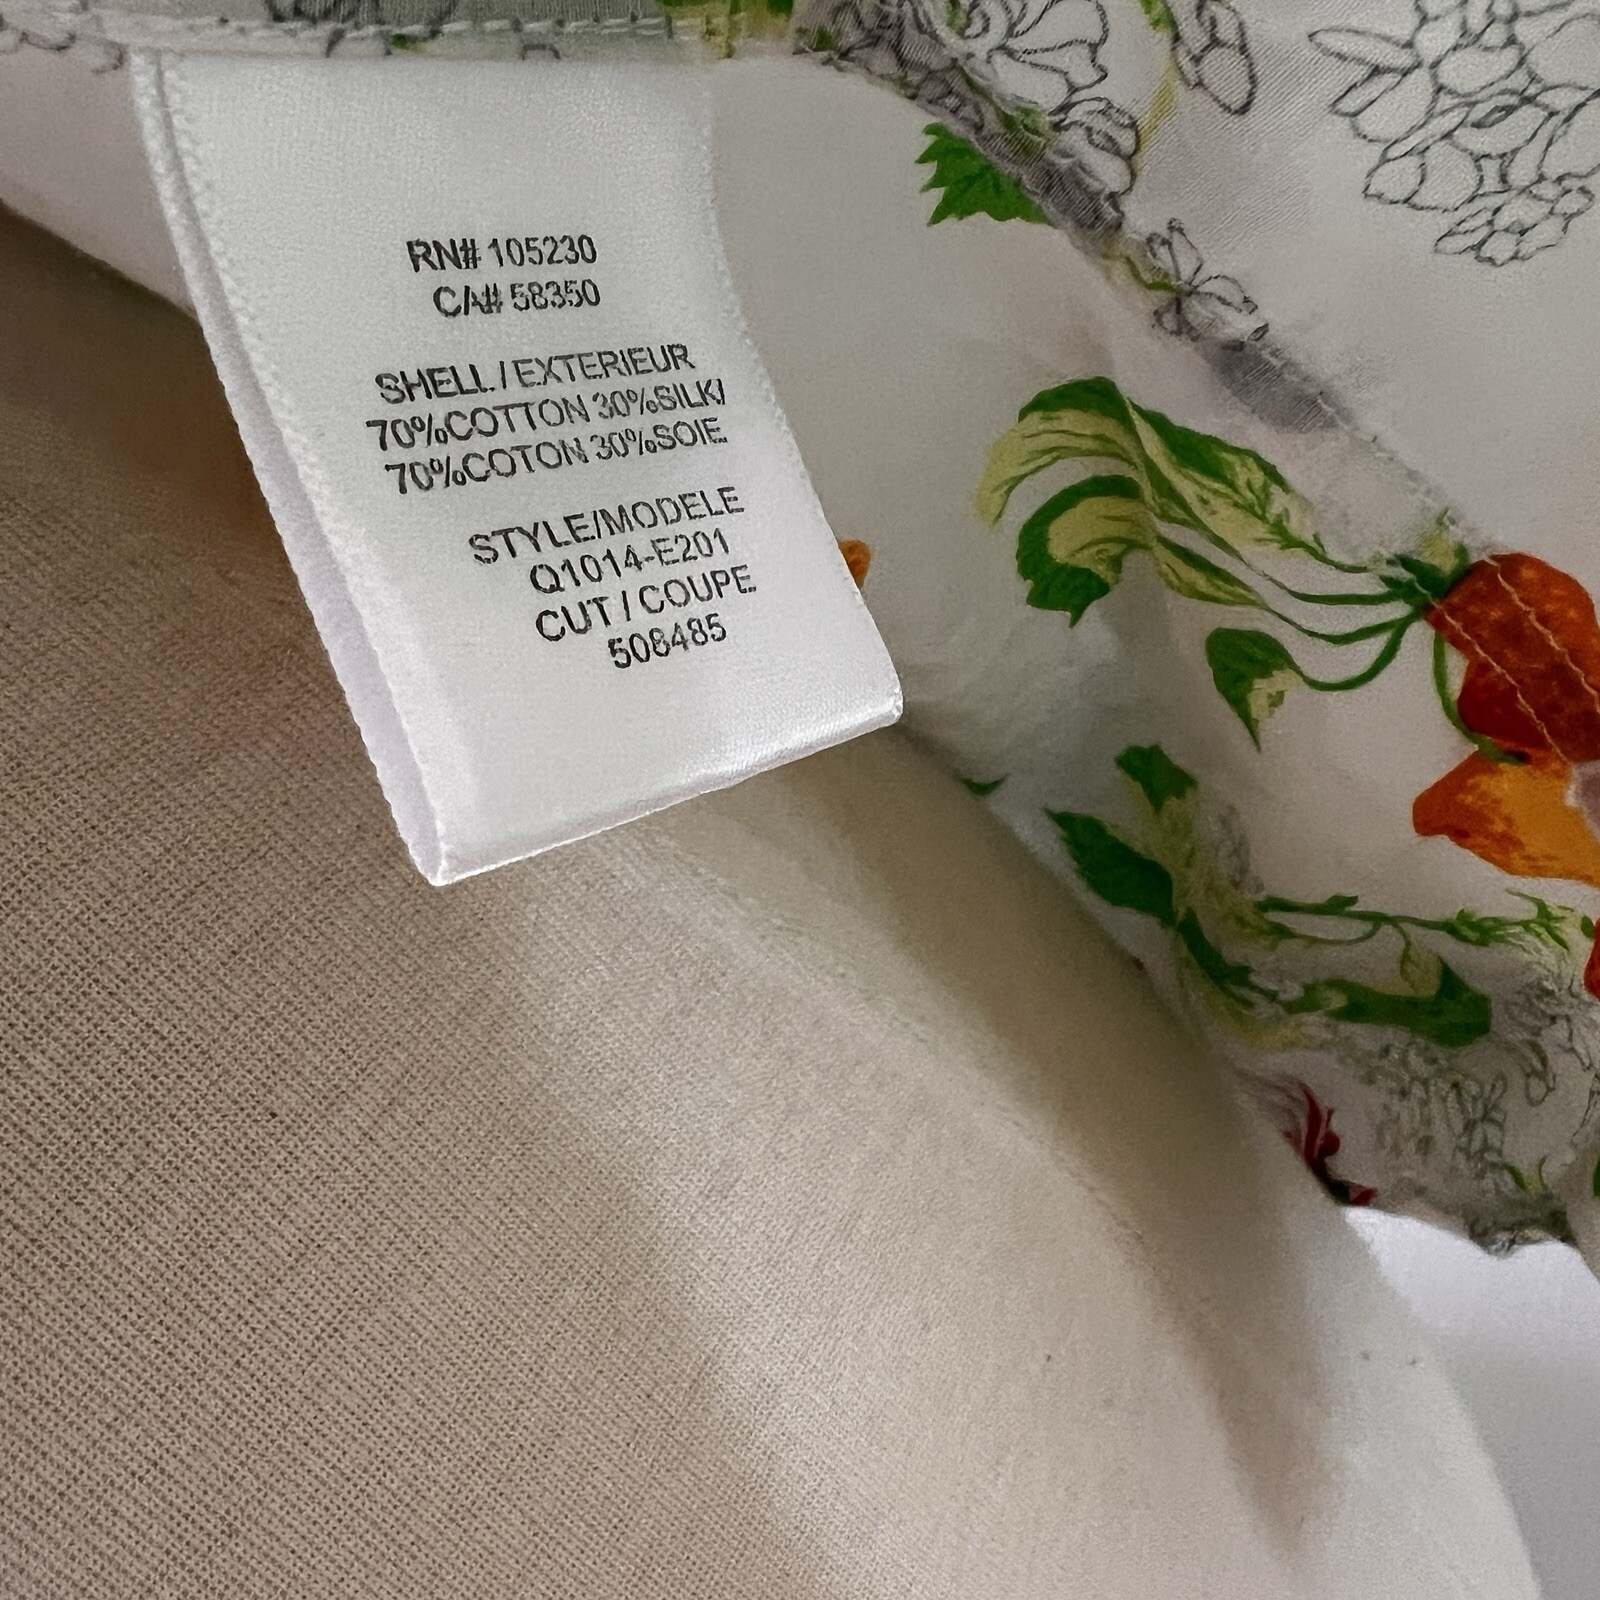 RN# 105230
CA# 58350
SHELL / EXTERIEUR
70%COTTON 30%SILK/
70%COTON 30%SOIE
STYLE/MODELE
Q1014-E201
CUT / COUPE
508485